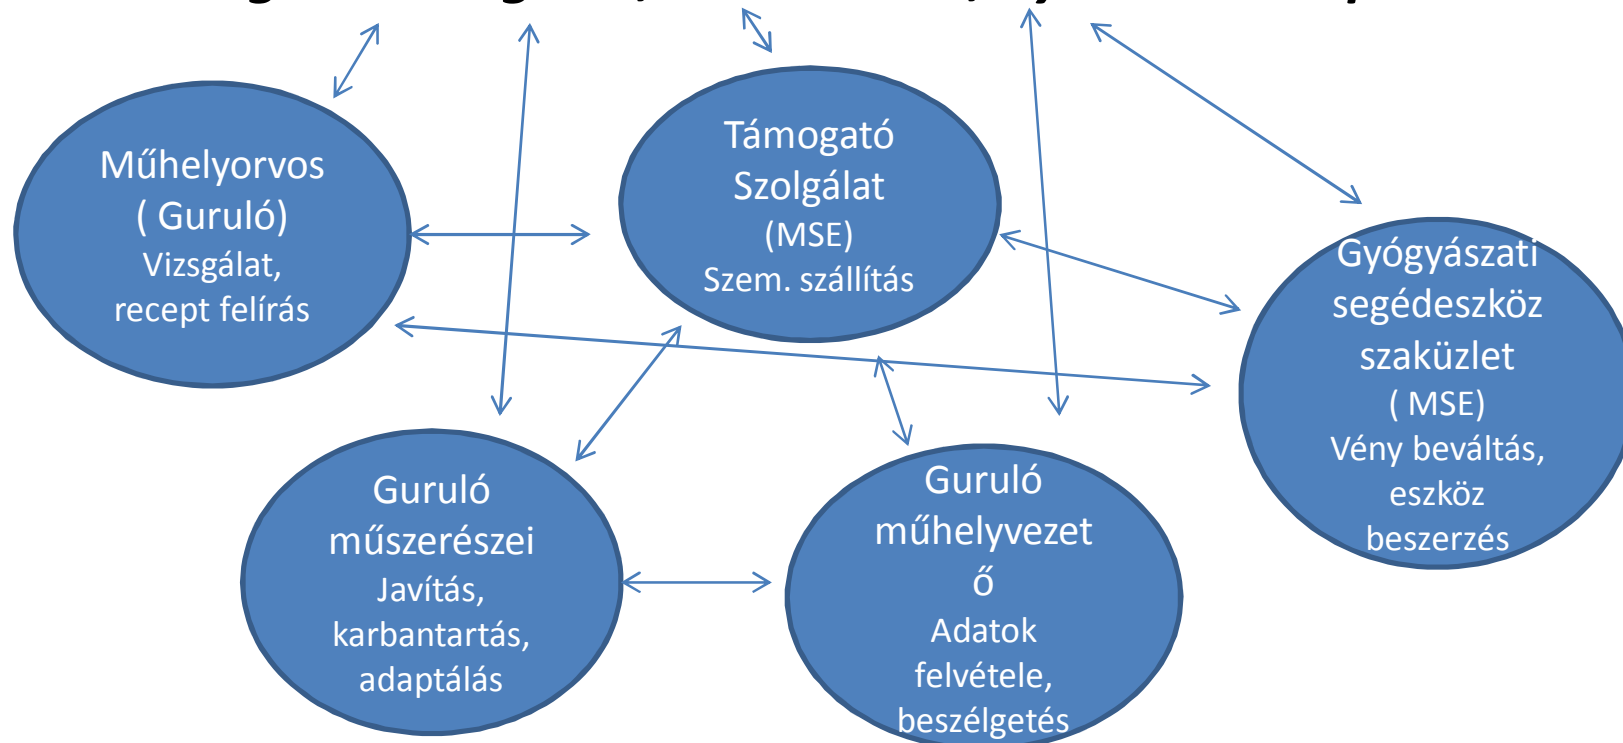 Műhelyorvos
( Guruló)
Vizsgálat,
recept felírás
Támogató
Szolgálat
(MSE)
Szem. szállítás
Gyógyászati
segédeszköz
szaküzlet
( MSE)
Vény beváltás,
eszköz
beszerzés
Guruló
műszerészei
Javítás,
karbantartás,
adaptálás
Guruló
műhelyvezet
ő
Adatok
felvétele,
beszélgetés